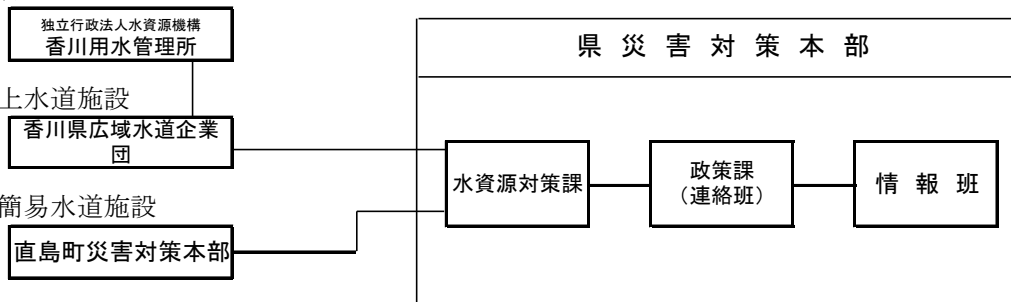 独立行政法人水資源機構
香川用水管理所
県災害対策本部
上水道施設
香川県広域水道企業
団
水資源対策課
政策課
（連絡班）
情報班
簡易水道施設
直島町災害対策本部